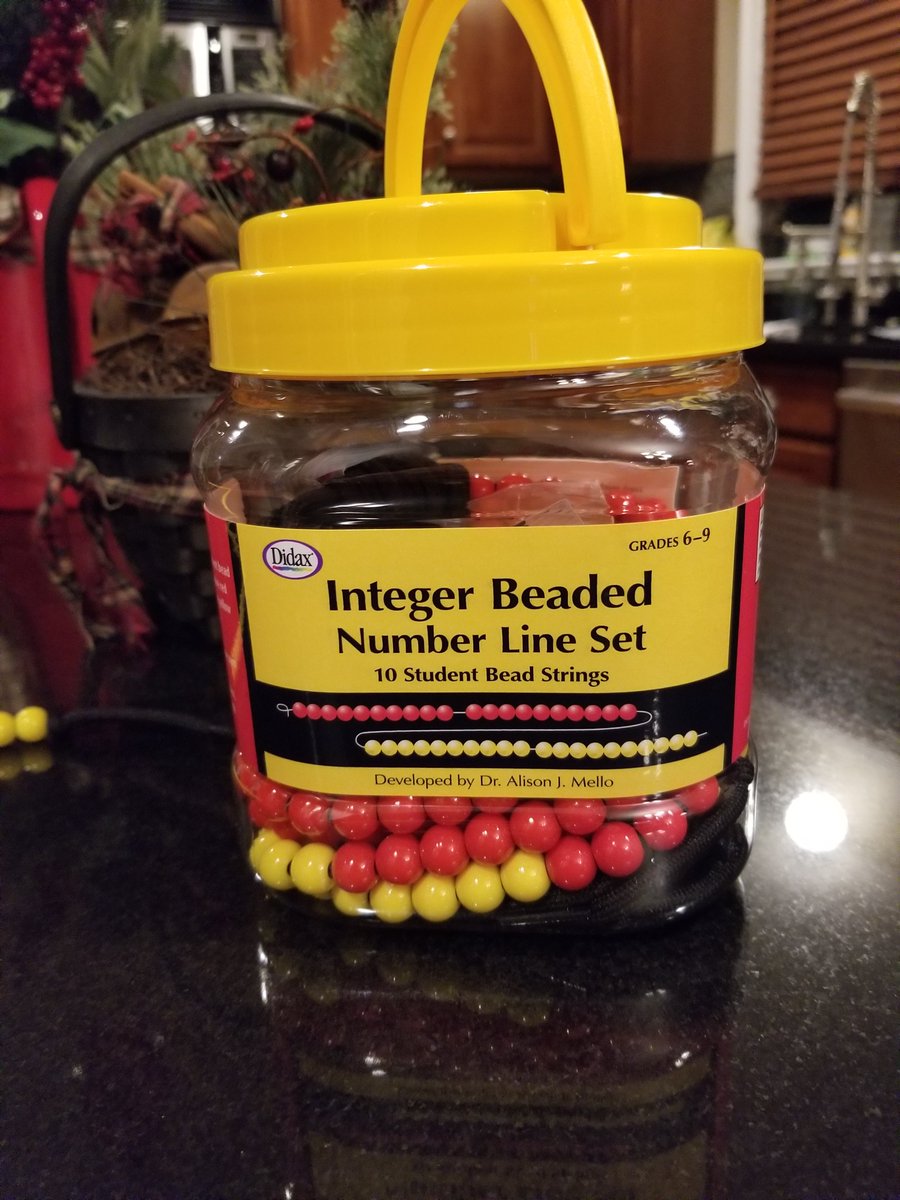 Didax
GRADES 6–9
Integer Beaded
Number Line Set
10 Student Bead Strings
Developed by Dr. Alison J. Mello